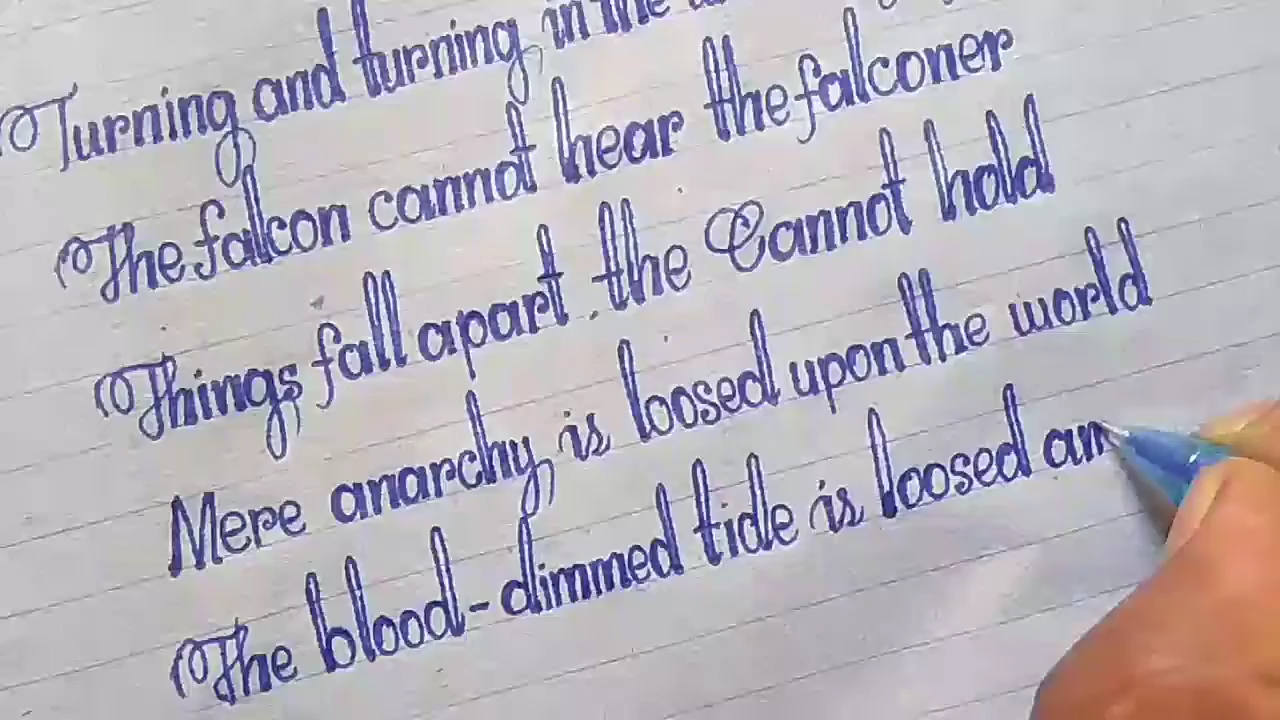 Turning and turning in the
The falcon cannot hear the falconer
Things fall apart. the Cannot hold
Mere anarchy is loosed upon the world
The blood-dimmed tide is loosed an